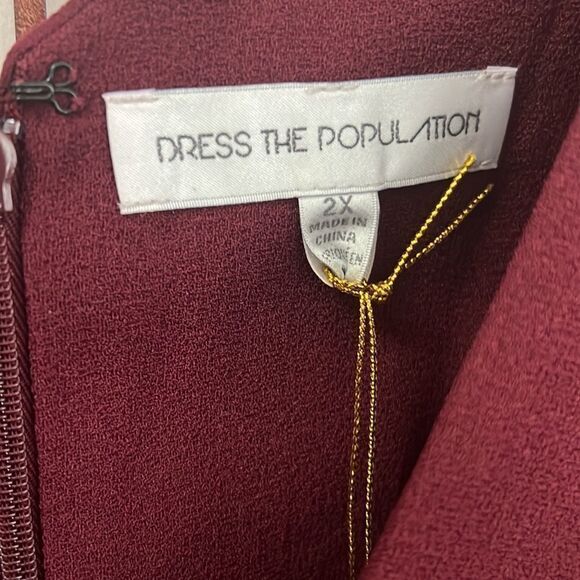 DRESS THE POPULATION
2X
MADE IN
CHINA